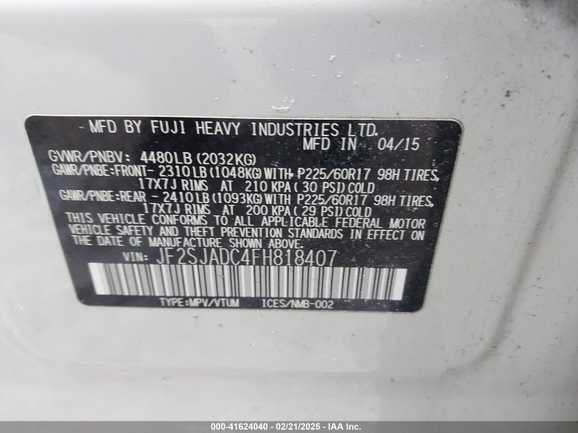 MFD BY FUJI HEAVY INDUSTRIES LTD.
MFD IN 04/15
GVWR/PNBV: 4480LB(2032KG)
GAWR/PNBE:FRONT- 2310LB(1048KG)WITH P225/60R17 98H TIRES,
17X7J RIMS AT 210 KPA(30 PSI)COLD
GAWR/PNBE:REAR - 2410LB(1093KG)WITH P225/60R17 98H TIRES,
17X7J RIMS AT 200 KPA(29 PSI)COLD
THIS VEHICLE CONFORMS TO ALL APPLICABLE FEDERAL MOTOR
VEHICLE SAFETY AND THEFT PREVENTION STANDARDS IN EFFECT
ON THE DATE OF MANUFACTURE SHOWN ABOVE.
VIN: JF2SJADC4FH818407
TYPE:MPV/VTUM ICES/NMB-002
000-41624040 - 02/21/2025 - IAA Inc.